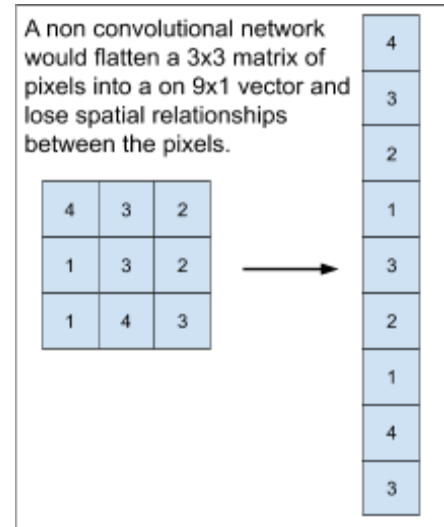 A non convolutional network
would flatten a 3x3 matrix of
pixels into a on 9x1 vector and
lose spatial relationships
between the pixels.
4 3 2
1 3 2
1 4 3
4
3
2
1
3
2
1
4
3